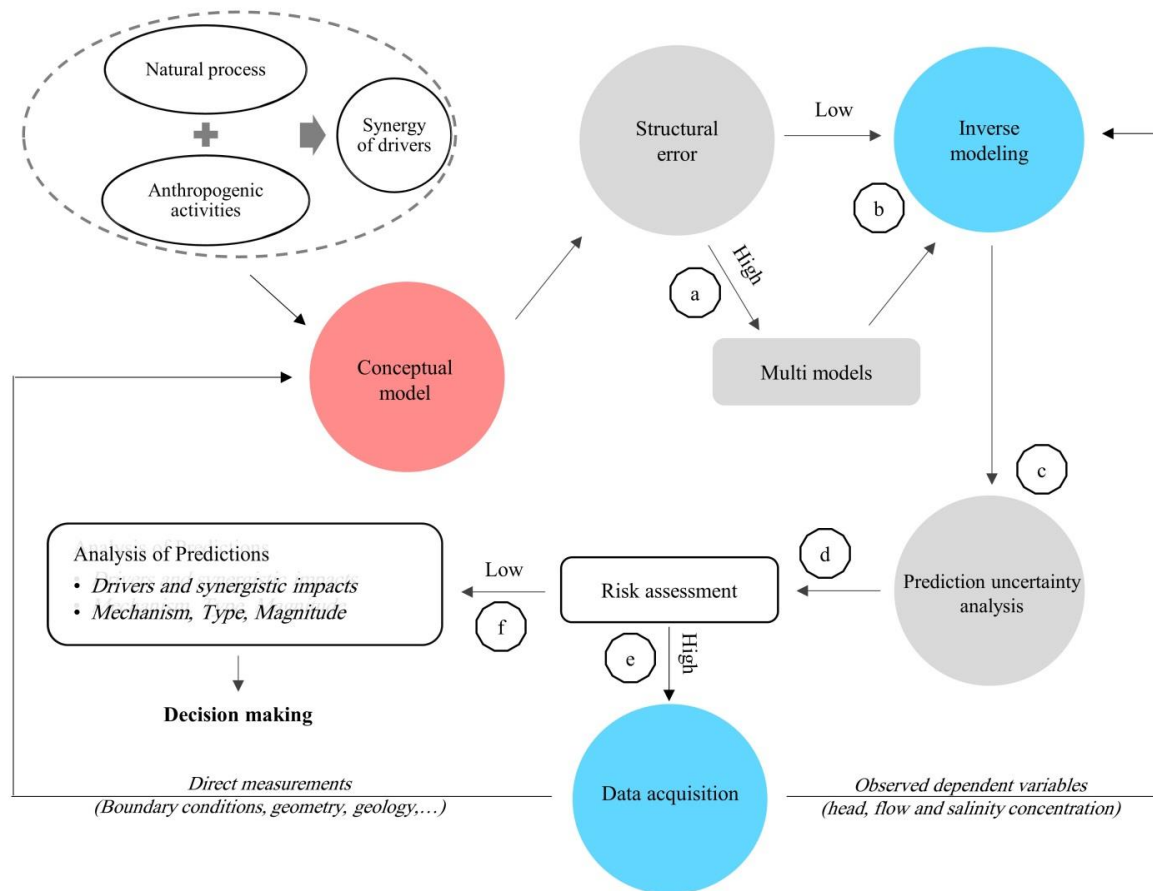 Natural process
Synergy
of drivers
Anthropogenic
activities
Structural
error
Low
Inverse
modeling
b
High
a
Multi models
Conceptual
model
c
Analysis of Predictions
• Drivers and synergistic impacts
• Mechanism, Type, Magnitude
Low
f
Risk assessment
d
Prediction uncertainty
analysis
e
High
Decision making
Direct measurements
(Boundary conditions, geometry, geology,…)
Data acquisition
Observed dependent variables
(head, flow and salinity concentration)